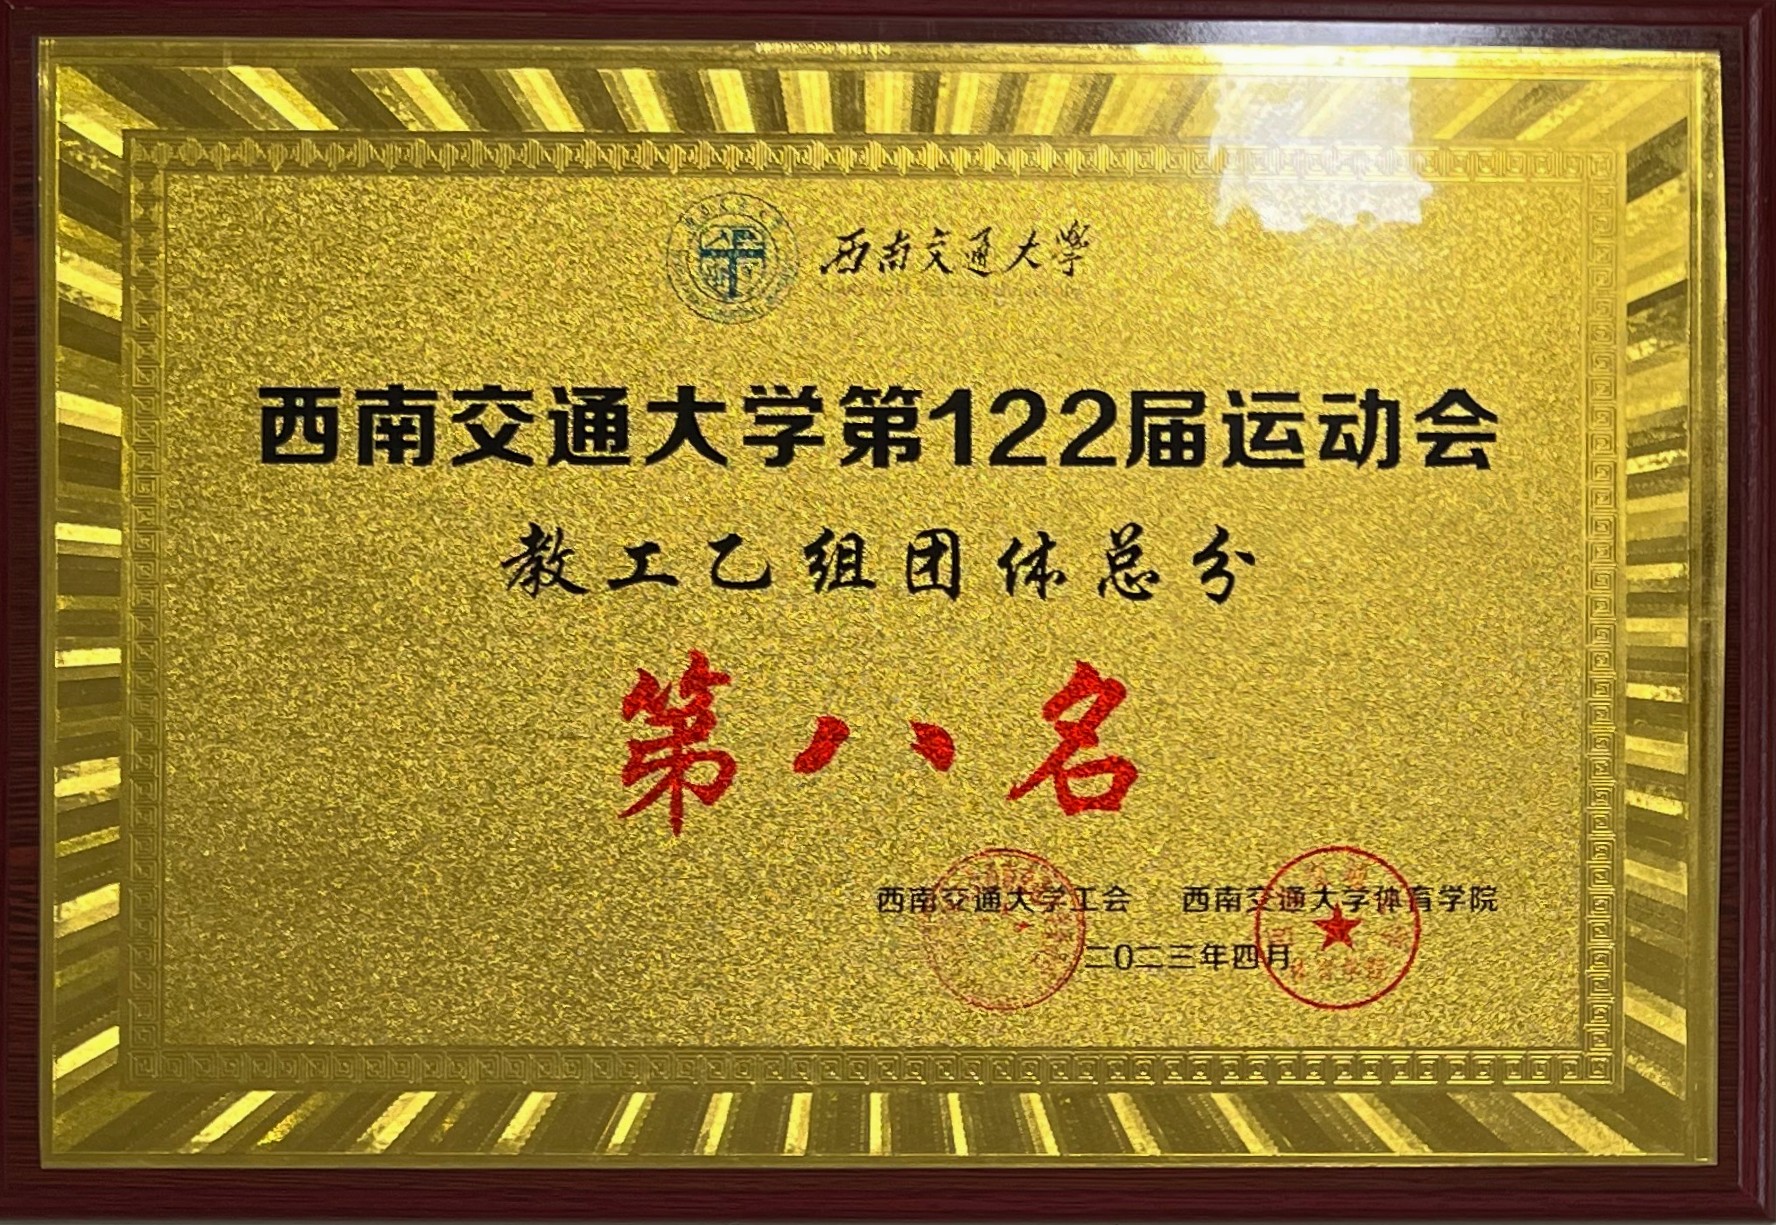 西南交通大学
西南交通大学第122届运动会
教工乙组团体总分
第八名
西南交通大学工会 西南交通大学体育学院
二〇二三年四月